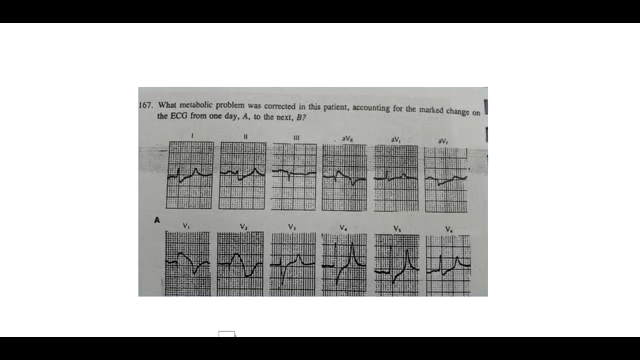 167. What metabolic problem was corrected in this patient, accounting for the marked change on
the ECG from one day, A, to the next, B?
I II III aVR aVL aVF
A
V₁ V₂ V₃ V₄ V₅ V₆